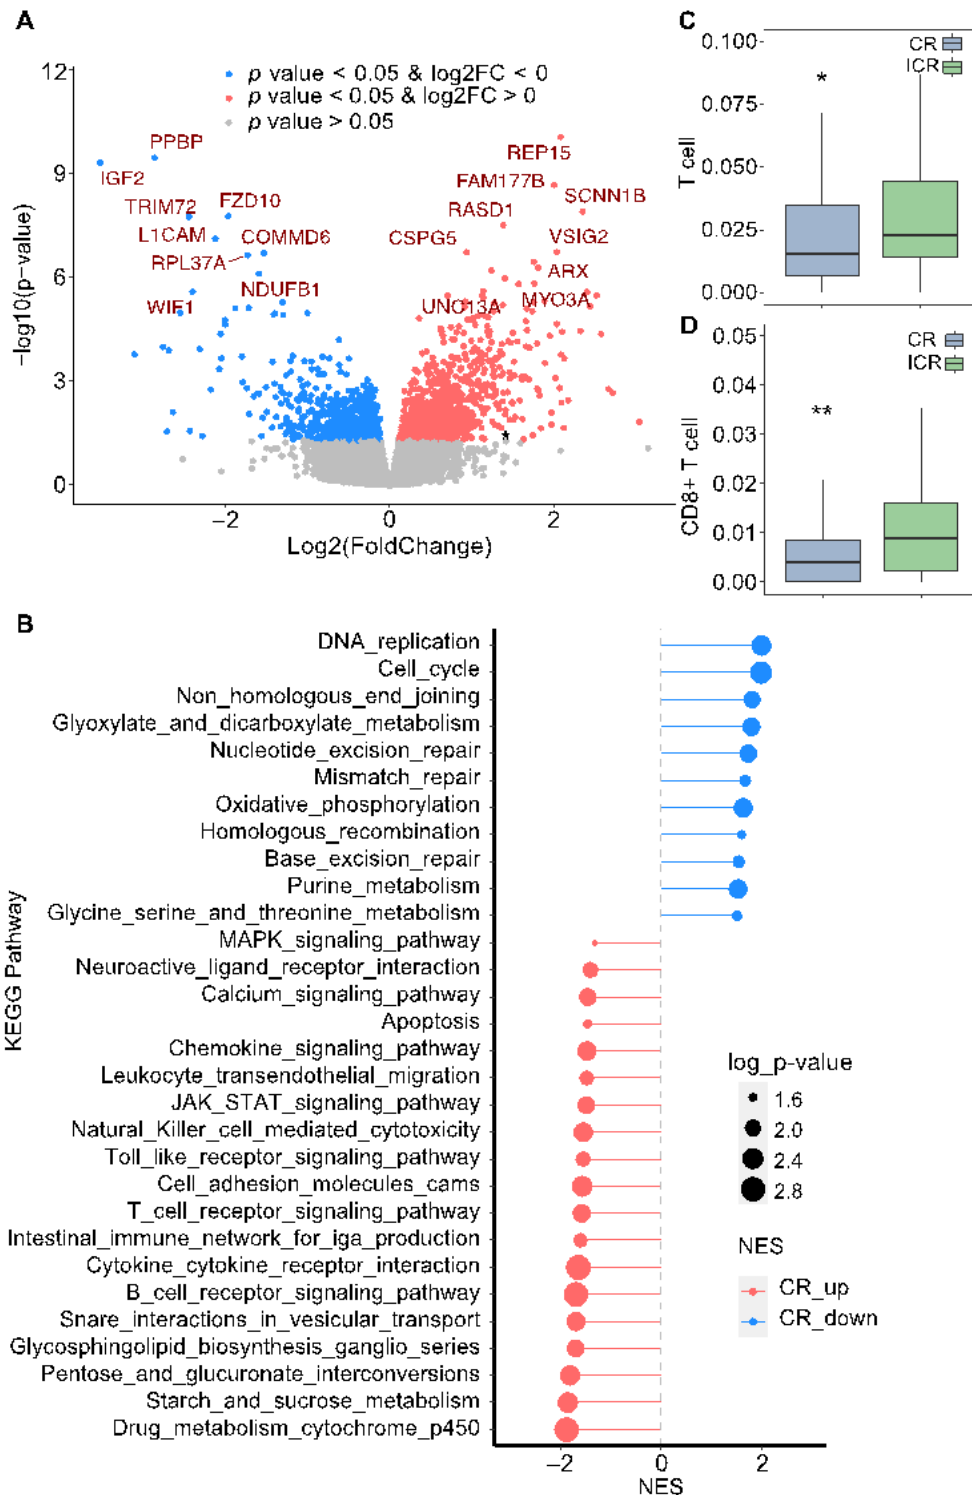 A
12
9
6
3
0
−log10(p−value)
p value < 0.05 & log2FC < 0
p value < 0.05 & log2FC > 0
p value > 0.05
PPBP
IGF2
TRIM72
FZD10
L1CAM
COMMD6
RPL37A
NDUFB1
WIF1
REP15
FAM177B
SCNN1B
RASD1
CSPG5
VSIG2
ARX
UNC13A
MYO3A
*
−2
0
2
Log2(FoldChange)
C
CR
ICR
0.100
0.075
0.050
0.025
0.000
T cell
*
D
CR
ICR
0.05
0.04
0.03
0.02
0.01
0.00
CD8+ T cell
**
B
KEGG Pathway
DNA_replication
Cell_cycle
Non_homologous_end_joining
Glyoxylate_and_dicarboxylate_metabolism
Nucleotide_excision_repair
Mismatch_repair
Oxidative_phosphorylation
Homologous_recombination
Base_excision_repair
Purine_metabolism
Glycine_serine_and_threonine_metabolism
MAPK_signaling_pathway
Neuroactive_ligand_receptor_interaction
Calcium_signaling_pathway
Apoptosis
Chemokine_signaling_pathway
Leukocyte_transendothelial_migration
JAK_STAT_signaling_pathway
Natural_Killer_cell_mediated_cytotoxicity
Toll_like_receptor_signaling_pathway
Cell_adhesion_molecules_cams
T_cell_receptor_signaling_pathway
Intestinal_immune_network_for_iga_production
Cytokine_cytokine_receptor_interaction
B_cell_receptor_signaling_pathway
Snare_interactions_in_vesicular_transport
Glycosphingolipid_biosynthesis_ganglio_series
Pentose_and_glucuronate_interconversions
Starch_and_sucrose_metabolism
Drug_metabolism_cytochrome_p450
−2
0
2
NES
log_p-value
1.6
2.0
2.4
2.8
NES
CR_up
CR_down